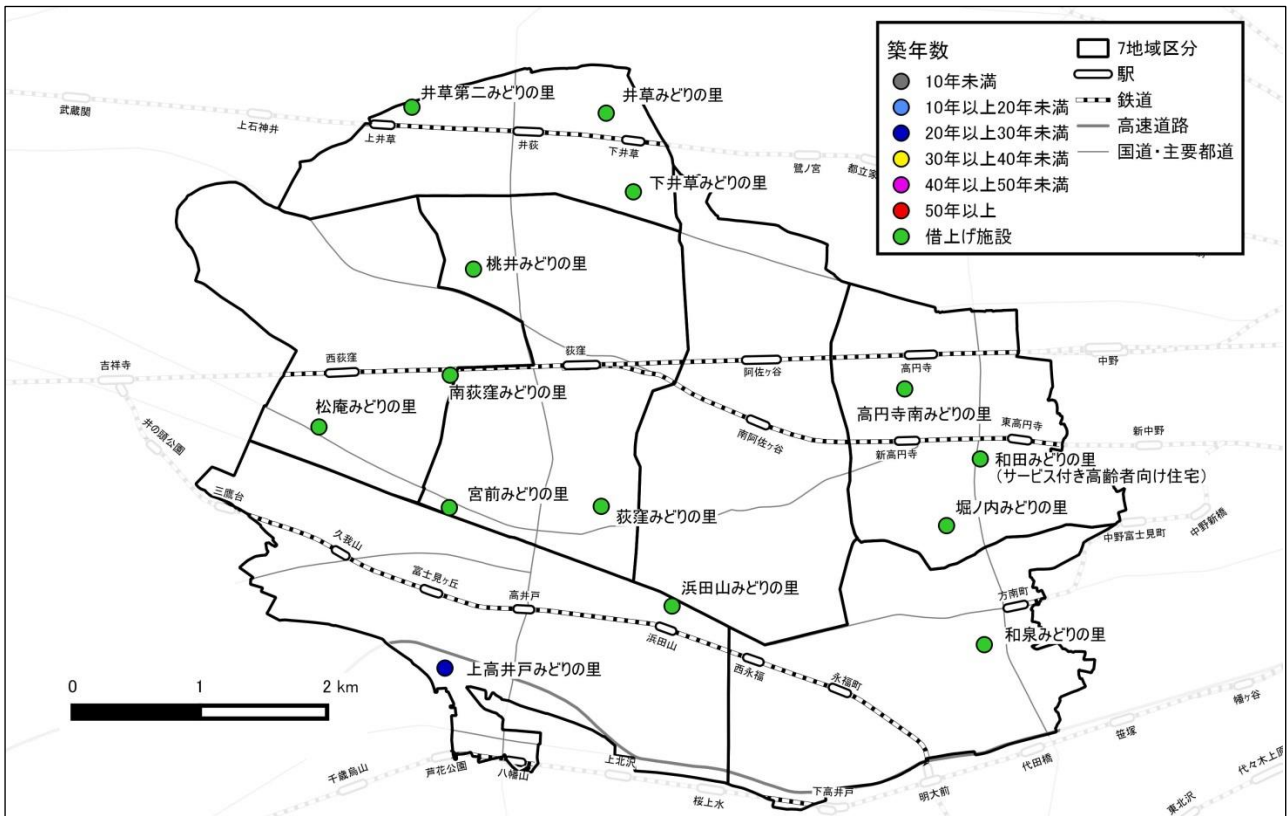 築年数
10年未満
10年以上20年未満
20年以上30年未満
30年以上40年未満
40年以上50年未満
50年以上
借上げ施設
7地域区分
駅
鉄道
高速道路
国道・主要都道
井草第二みどりの里
井草みどりの里
武蔵関
上石神井
上井草
井荻
下井草
鷺ノ宮
都立家
下井草みどりの里
桃井みどりの里
吉祥寺
西荻窪
荻窪
阿佐ヶ谷
高円寺
中野
南荻窪みどりの里
松庵みどりの里
高円寺南みどりの里
井の頭公園
南阿佐ヶ谷
新高円寺
東高円寺
新中野
和田みどりの里
(サービス付き高齢者向け住宅)
三鷹台
宮前みどりの里
荻窪みどりの里
堀ノ内みどりの里
中野富士見町
中野新橋
久我山
富士見ヶ丘
高井戸
浜田山みどりの里
浜田山
西永福
永福町
方南町
和泉みどりの里
上高井戸みどりの里
0 1 2 km
千歳烏山
芦花公園
八幡山
上北沢
桜上水
下高井戸
明大前
代田橋
笹塚
幡ヶ谷
東北沢
代々木上原